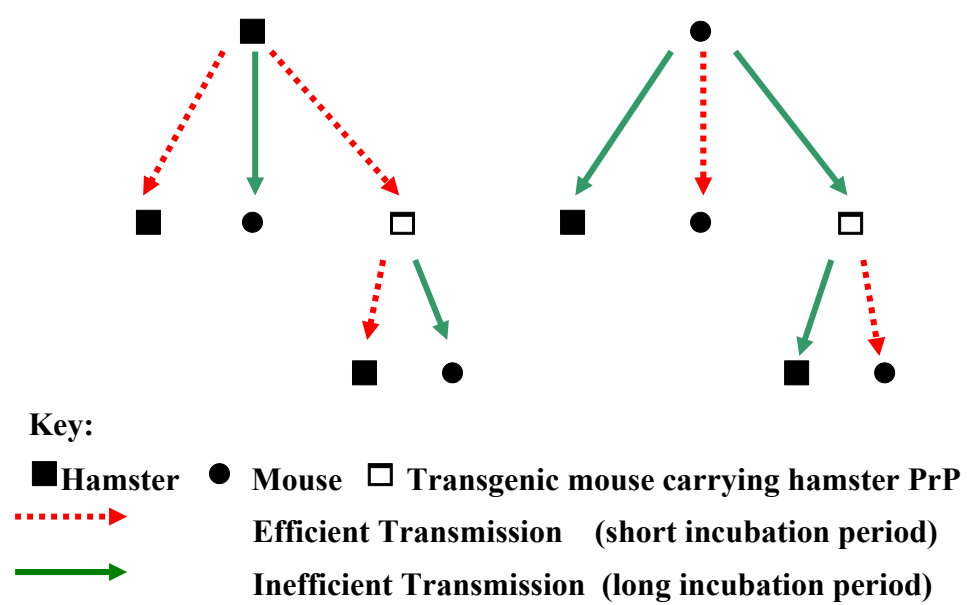 Key:
Hamster Mouse Transgenic mouse carrying hamster PrP
Efficient Transmission (short incubation period)
Inefficient Transmission (long incubation period)